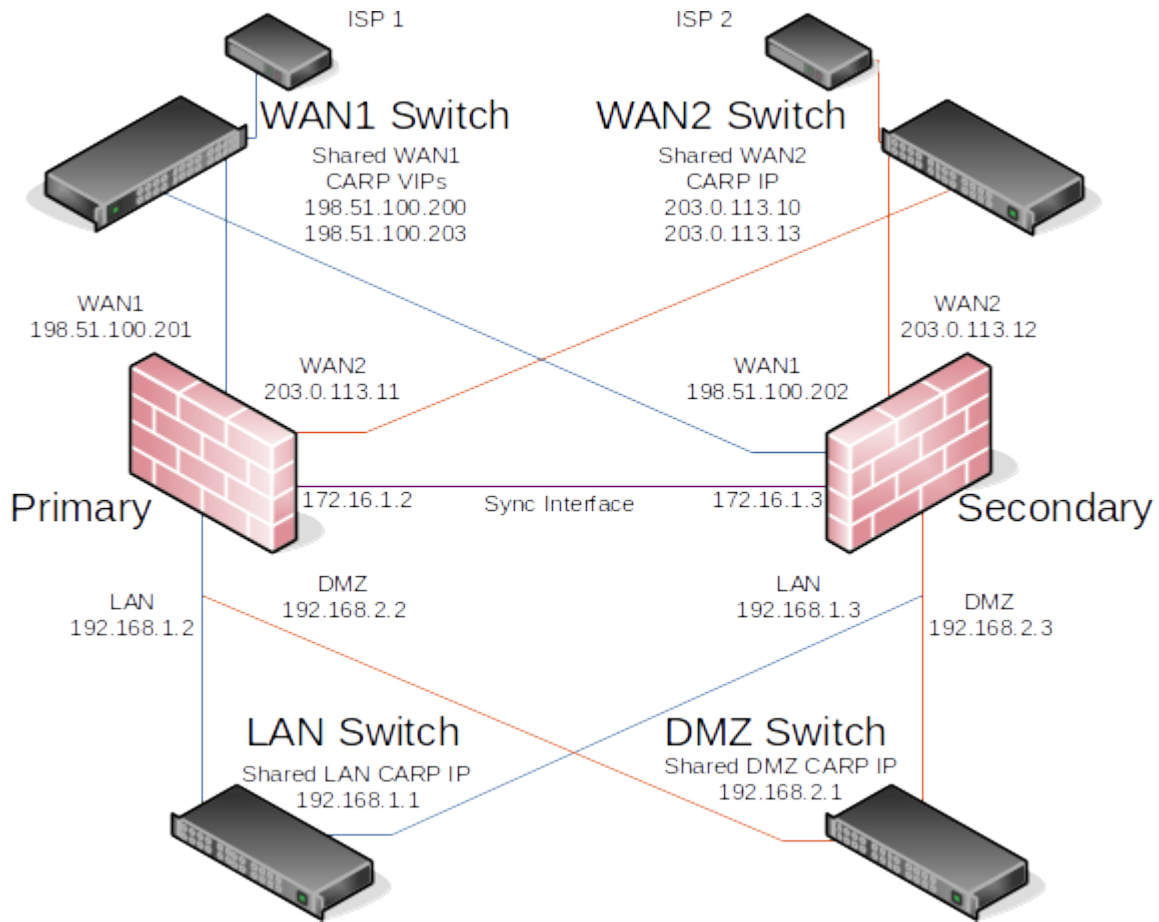 ISP 1
ISP 2
WAN1 Switch
Shared WAN1
CARP VIPs
198.51.100.200
198.51.100.203
WAN2 Switch
Shared WAN2
CARP IP
203.0.113.10
203.0.113.13
WAN1
198.51.100.201
WAN2
203.0.113.11
WAN1
198.51.100.202
WAN2
203.0.113.12
Primary
172.16.1.2
Sync Interface
172.16.1.3
Secondary
LAN
192.168.1.2
DMZ
192.168.2.2
LAN
192.168.1.3
DMZ
192.168.2.3
LAN Switch
Shared LAN CARP IP
192.168.1.1
DMZ Switch
Shared DMZ CARP IP
192.168.2.1